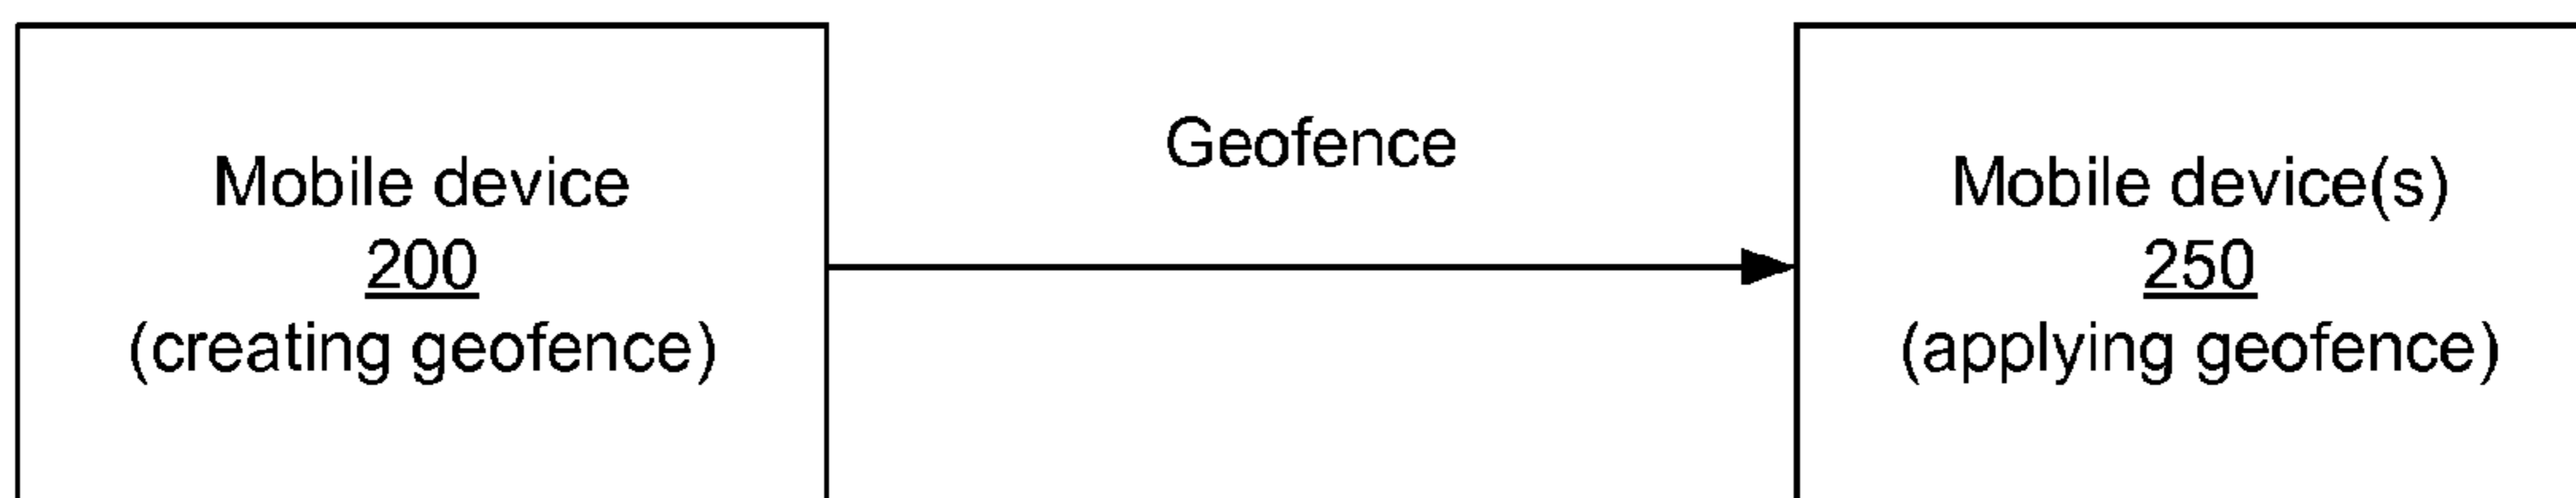 Mobile device
200
(creating geofence)
Geofence
Mobile device(s)
250
(applying geofence)